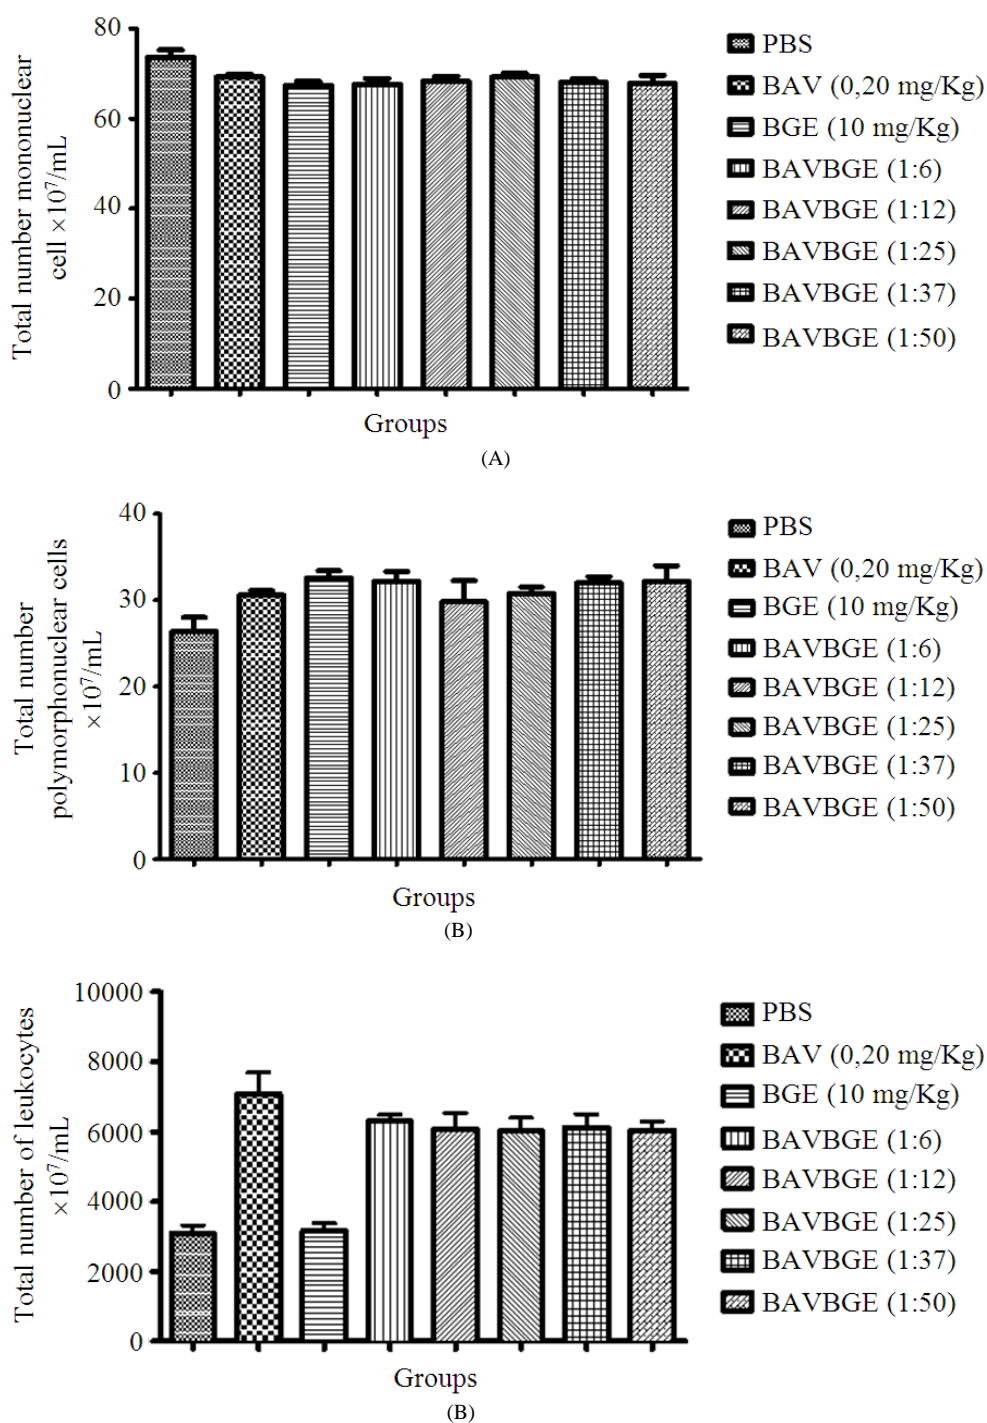 Total number mononuclear
cell ×10⁷/mL
80
60
40
20
0
Groups
PBS
BAV (0,20 mg/Kg)
BGE (10 mg/Kg)
BAVBGE (1:6)
BAVBGE (1:12)
BAVBGE (1:25)
BAVBGE (1:37)
BAVBGE (1:50)
(A)
Total number
polymorphonuclear cells
×10⁷/mL
40
30
20
10
0
Groups
PBS
BAV (0,20 mg/Kg)
BGE (10 mg/Kg)
BAVBGE (1:6)
BAVBGE (1:12)
BAVBGE (1:25)
BAVBGE (1:37)
BAVBGE (1:50)
(B)
Total number of leukocytes
×10⁷/mL
10000
8000
6000
4000
2000
0
Groups
PBS
BAV (0,20 mg/Kg)
BGE (10 mg/Kg)
BAVBGE (1:6)
BAVBGE (1:12)
BAVBGE (1:25)
BAVBGE (1:37)
BAVBGE (1:50)
(B)